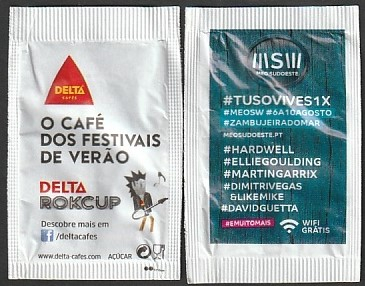 DELTA
CAFÉS
O CAFÉ
DOS FESTIVAIS
DE VERÃO
DELTA
ROKCUP
Descobre mais em
f /deltacafes
www.delta-cafes.com AÇÚCAR
MSW
MEO SUDOESTE
#TUSOVIVES1X
#MEOSW #6A10AGOSTO
#ZAMBUJEIRADOMAR
MEOSUDOESTE.PT
#HARDWELL
#ELLIEGOULDING
#MARTINGARRIX
#DIMITRIVEGAS
&LIKEMIKE
#DAVIDGUETTA
#EMUITOMAIS
WIFI
GRÁTIS